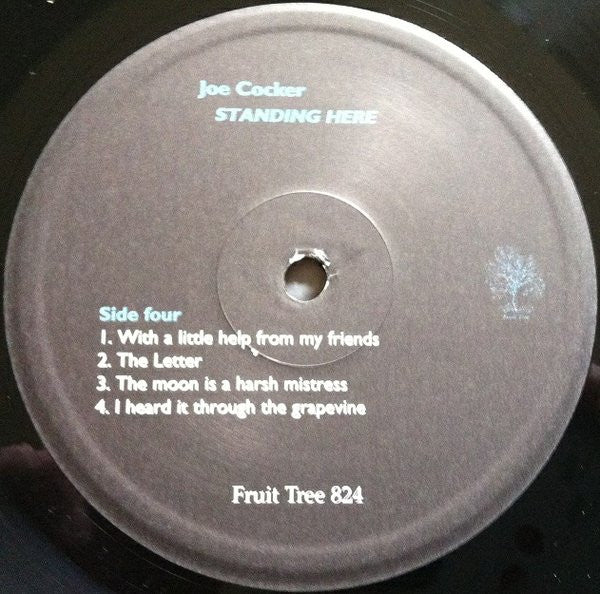 Joe Cocker
STANDING HERE
Side four
1. With a little help from my friends
2. The Letter
3. The moon is a harsh mistress
4. I heard it through the grapevine
Fruit Tree 824